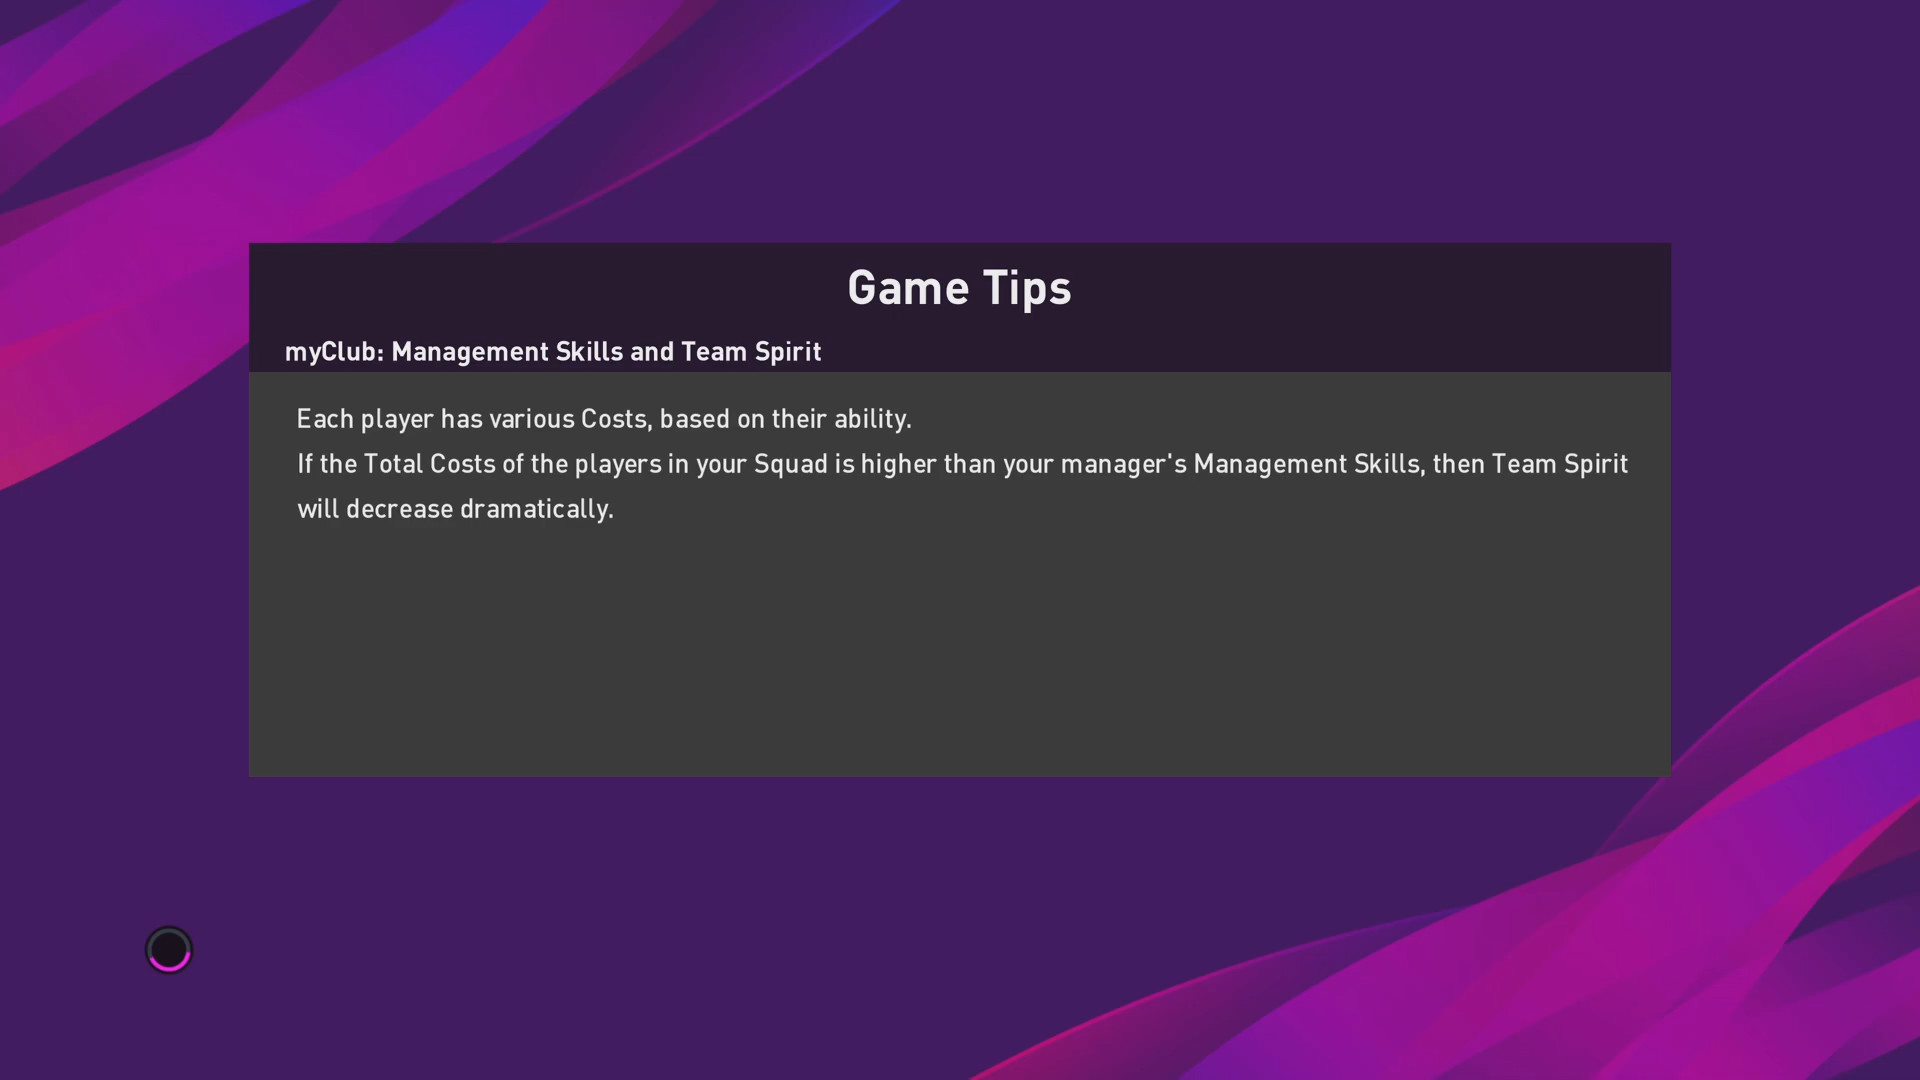 Game Tips
myClub: Management Skills and Team Spirit
Each player has various Costs, based on their ability.
If the Total Costs of the players in your Squad is higher than your manager's Management Skills, then Team Spirit
will decrease dramatically.